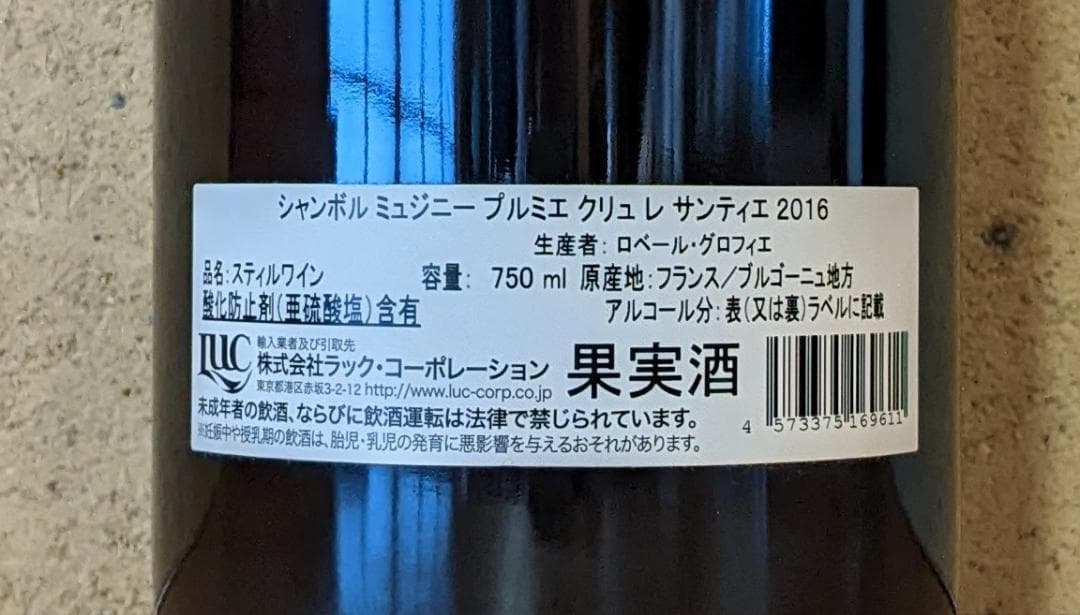 シャンボル ミュジニー プルミエ クリュ レ サンティエ 2016
生産者: ロベール・グロフィエ
品名:スティルワイン 容量: 750 ml 原産地:フランス/ブルゴーニュ地方
酸化防止剤(亜硫酸塩)含有 アルコール分:表(又は裏)ラベルに記載
LUC 輸入業者及び引取先
株式会社ラック・コーポレーション 果実酒
東京都港区赤坂3-2-12 http://www.luc-corp.co.jp
未成年者の飲酒、ならびに飲酒運転は法律で禁じられています。
※妊娠中や授乳期の飲酒は、胎児・乳児の発育に悪影響を与えるおそれがあります。
4 573375 169611